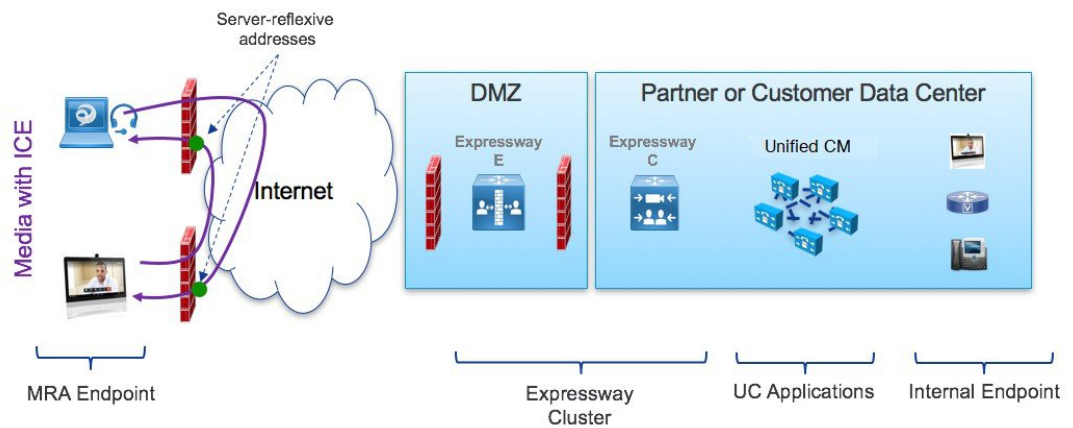 Server-reflexive
addresses
Media with ICE
Internet
DMZ
Expressway
E
Partner or Customer Data Center
Expressway
C
Unified CM
V
MRA Endpoint
Expressway
Cluster
UC Applications
Internal Endpoint